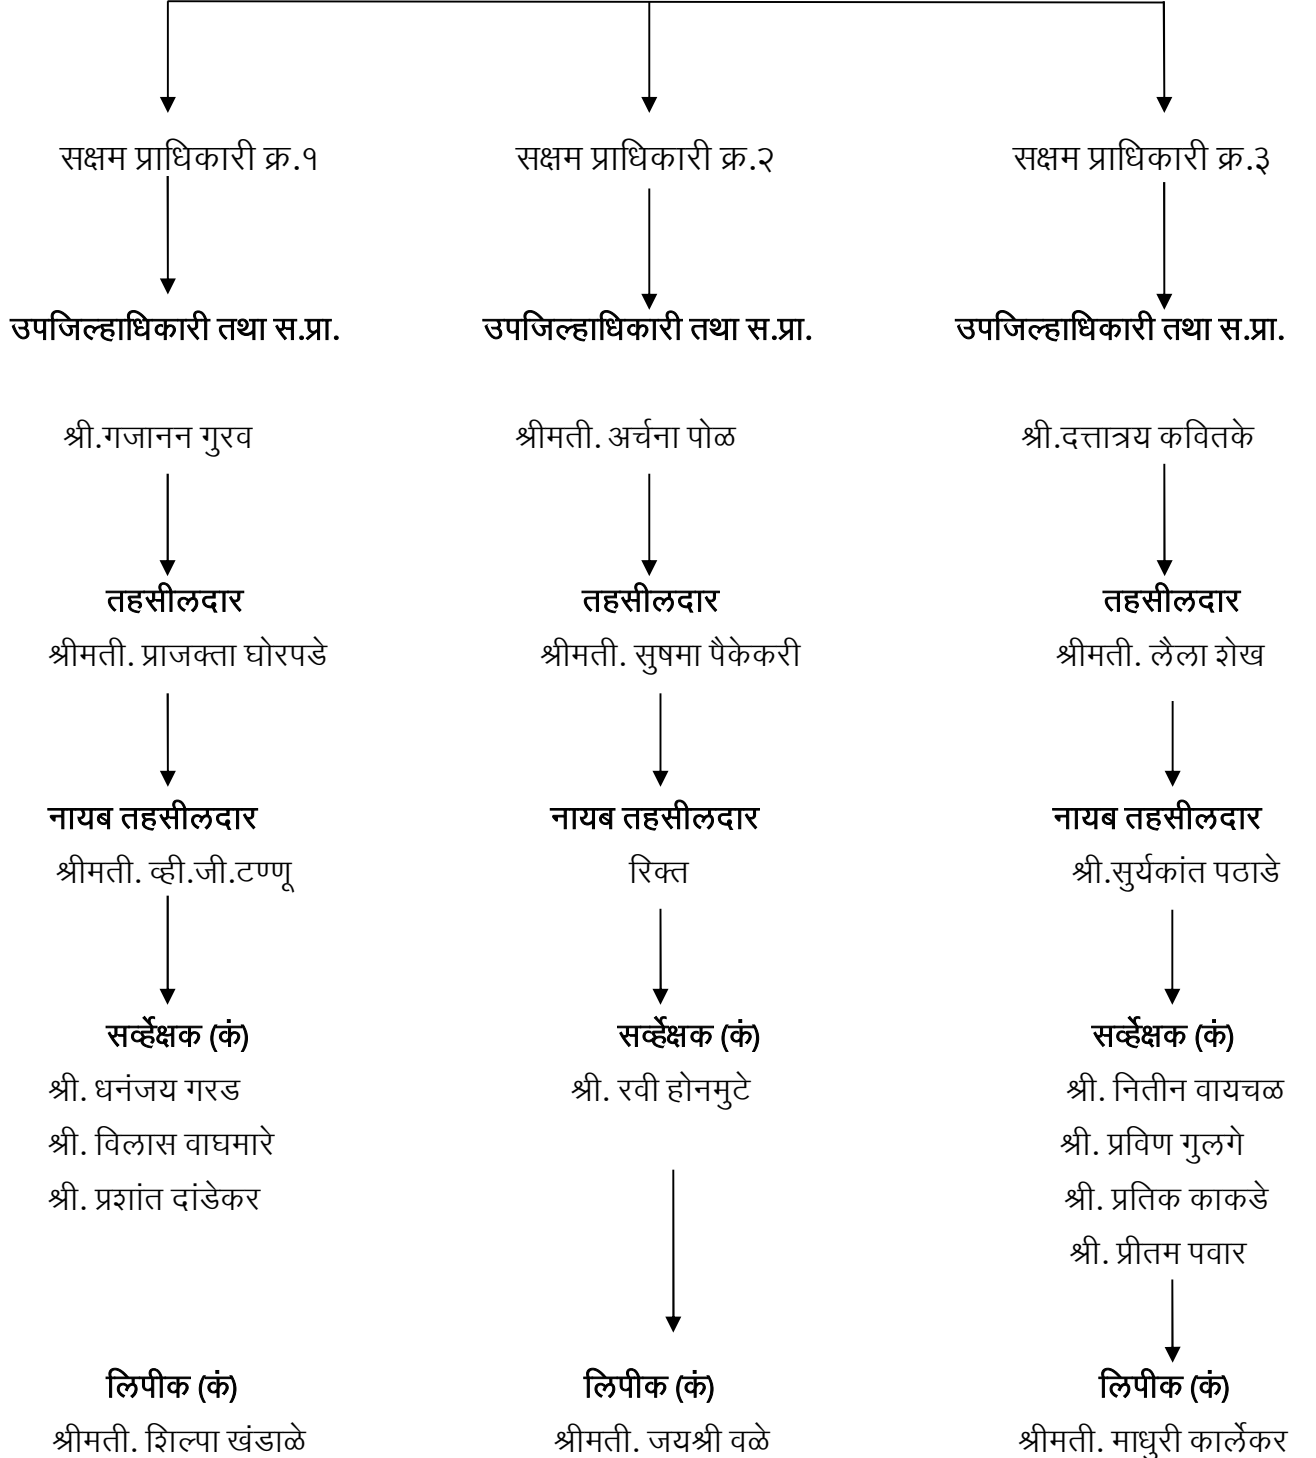 सक्षम प्राधिकारी क्र.१ सक्षम प्राधिकारी क्र.२ सक्षम प्राधिकारी क्र.३
उपजिल्हाधिकारी तथा स.प्रा. उपजिल्हाधिकारी तथा स.प्रा. उपजिल्हाधिकारी तथा स.प्रा.
श्री.गजानन गुरव श्रीमती. अर्चना पोळ श्री.दत्तात्रय कवितके
तहसीलदार तहसीलदार तहसीलदार
श्रीमती. प्राजक्ता घोरपडे श्रीमती. सुषमा पैकेकरी श्रीमती. लैला शेख
नायब तहसीलदार नायब तहसीलदार नायब तहसीलदार
श्रीमती. व्ही.जी.टण्णू रिक्त श्री.सुर्यकांत पठाडे
सर्व्हेक्षक (कं) सर्व्हेक्षक (कं) सर्व्हेक्षक (कं)
श्री. धनंजय गरड श्री. रवी होनमुटे श्री. नितीन वायचळ
श्री. विलास वाघमारे श्री. प्रविण गुलगे
श्री. प्रशांत दांडेकर श्री. प्रतिक काकडे
श्री. प्रीतम पवार
लिपीक (कं) लिपीक (कं) लिपीक (कं)
श्रीमती. शिल्पा खंडाळे श्रीमती. जयश्री वळे श्रीमती. माधुरी कार्लेकर